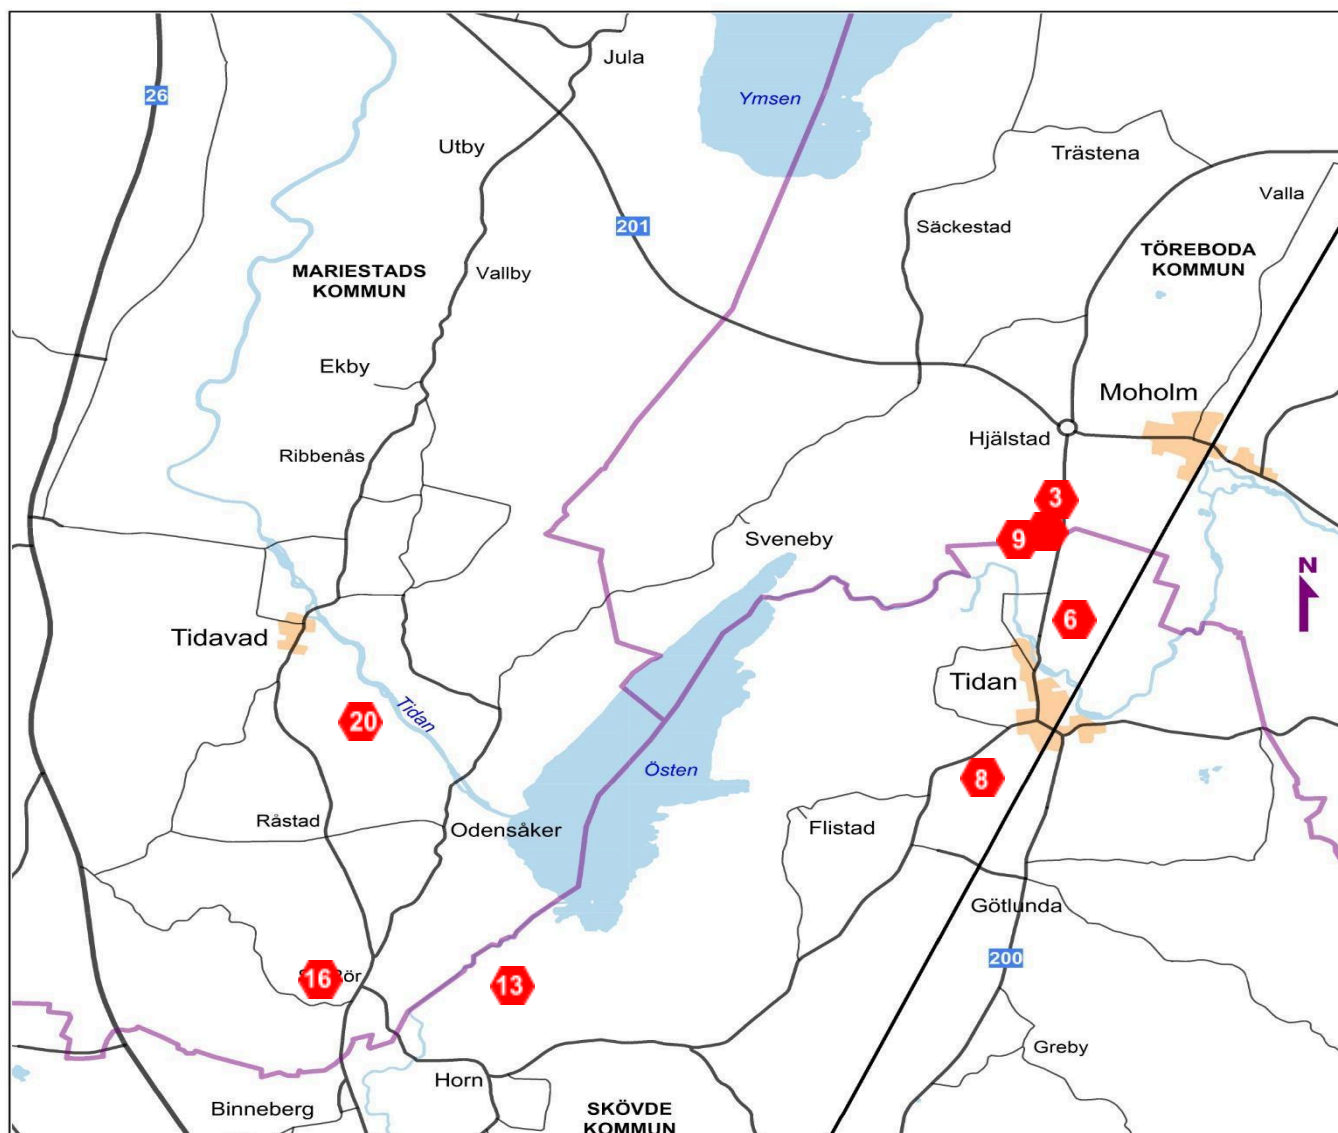 Jula
26
Ymsen
Utby
Trästena
Valla
201
Säckestad
MARIESTADS
KOMMUN
Vallby
TÖREBODA
KOMMUN
Ekby
Moholm
Hjälstad
Ribbenås
3
Sveneby
9
N
6
Tidavad
Tidan
20
Tidan
Östen
8
Råstad
Odensåker
Flistad
Götlunda
200
16
13
Greby
Horn
Binneberg
SKÖVDE
KOMMUN